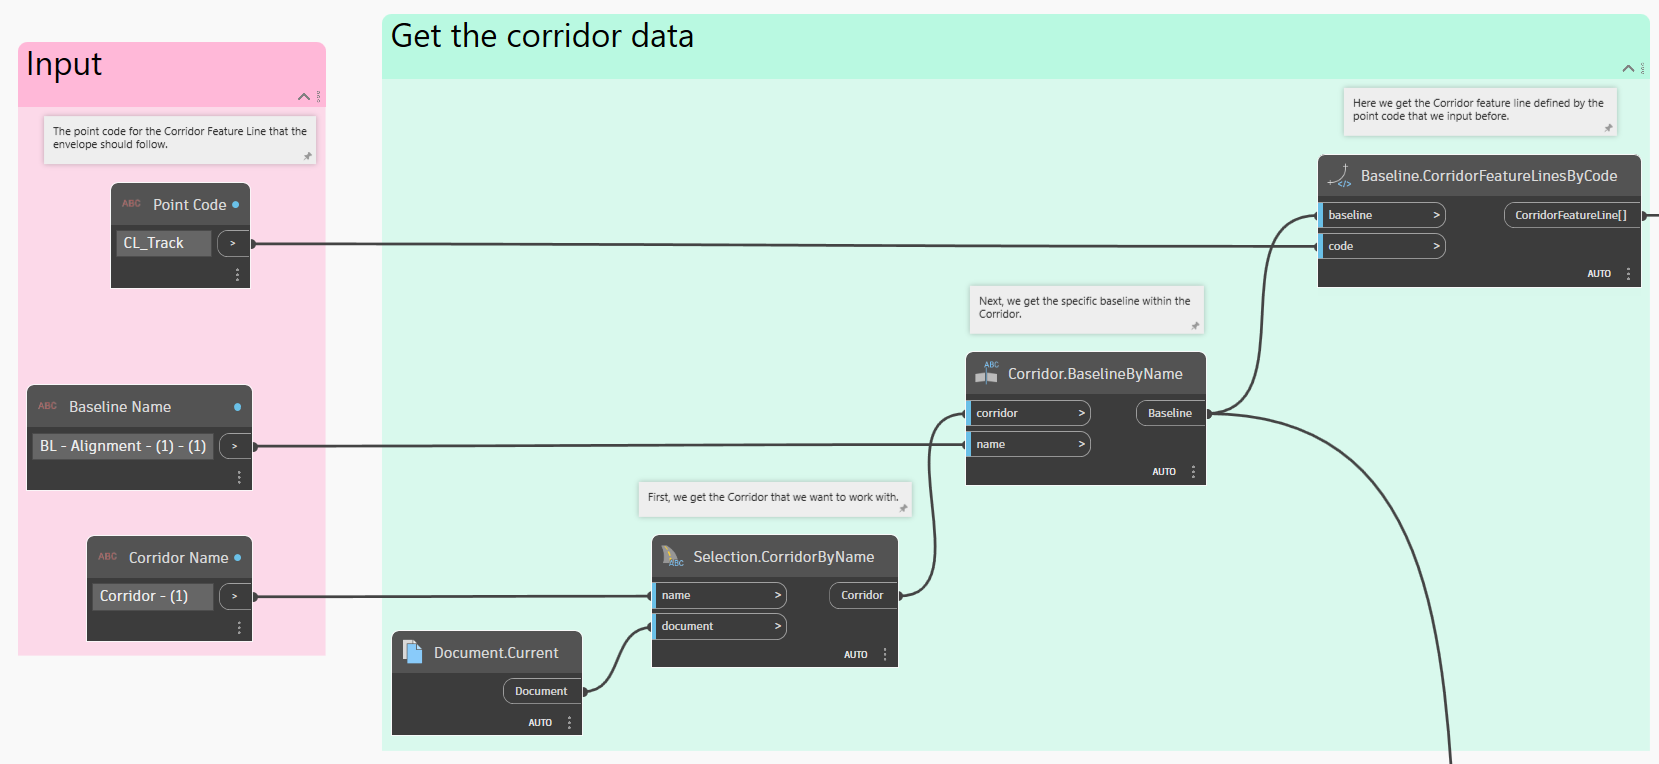 Input
The point code for the Corridor Feature Line that the
envelope should follow.
ABC Point Code
CL_Track >
ABC Baseline Name
BL - Alignment - (1) - (1) >
ABC Corridor Name
Corridor - (1) >
Get the corridor data
Here we get the Corridor feature line defined by the
point code that we input before.
</> Baseline.CorridorFeatureLinesByCode
baseline > CorridorFeatureLine[]
code >
AUTO
Next, we get the specific baseline within the
Corridor.
ABC Corridor.BaselineByName
corridor > Baseline
name >
AUTO
First, we get the Corridor that we want to work with.
ABC Selection.CorridorByName
name > Corridor
document >
AUTO
Document.Current
Document
AUTO